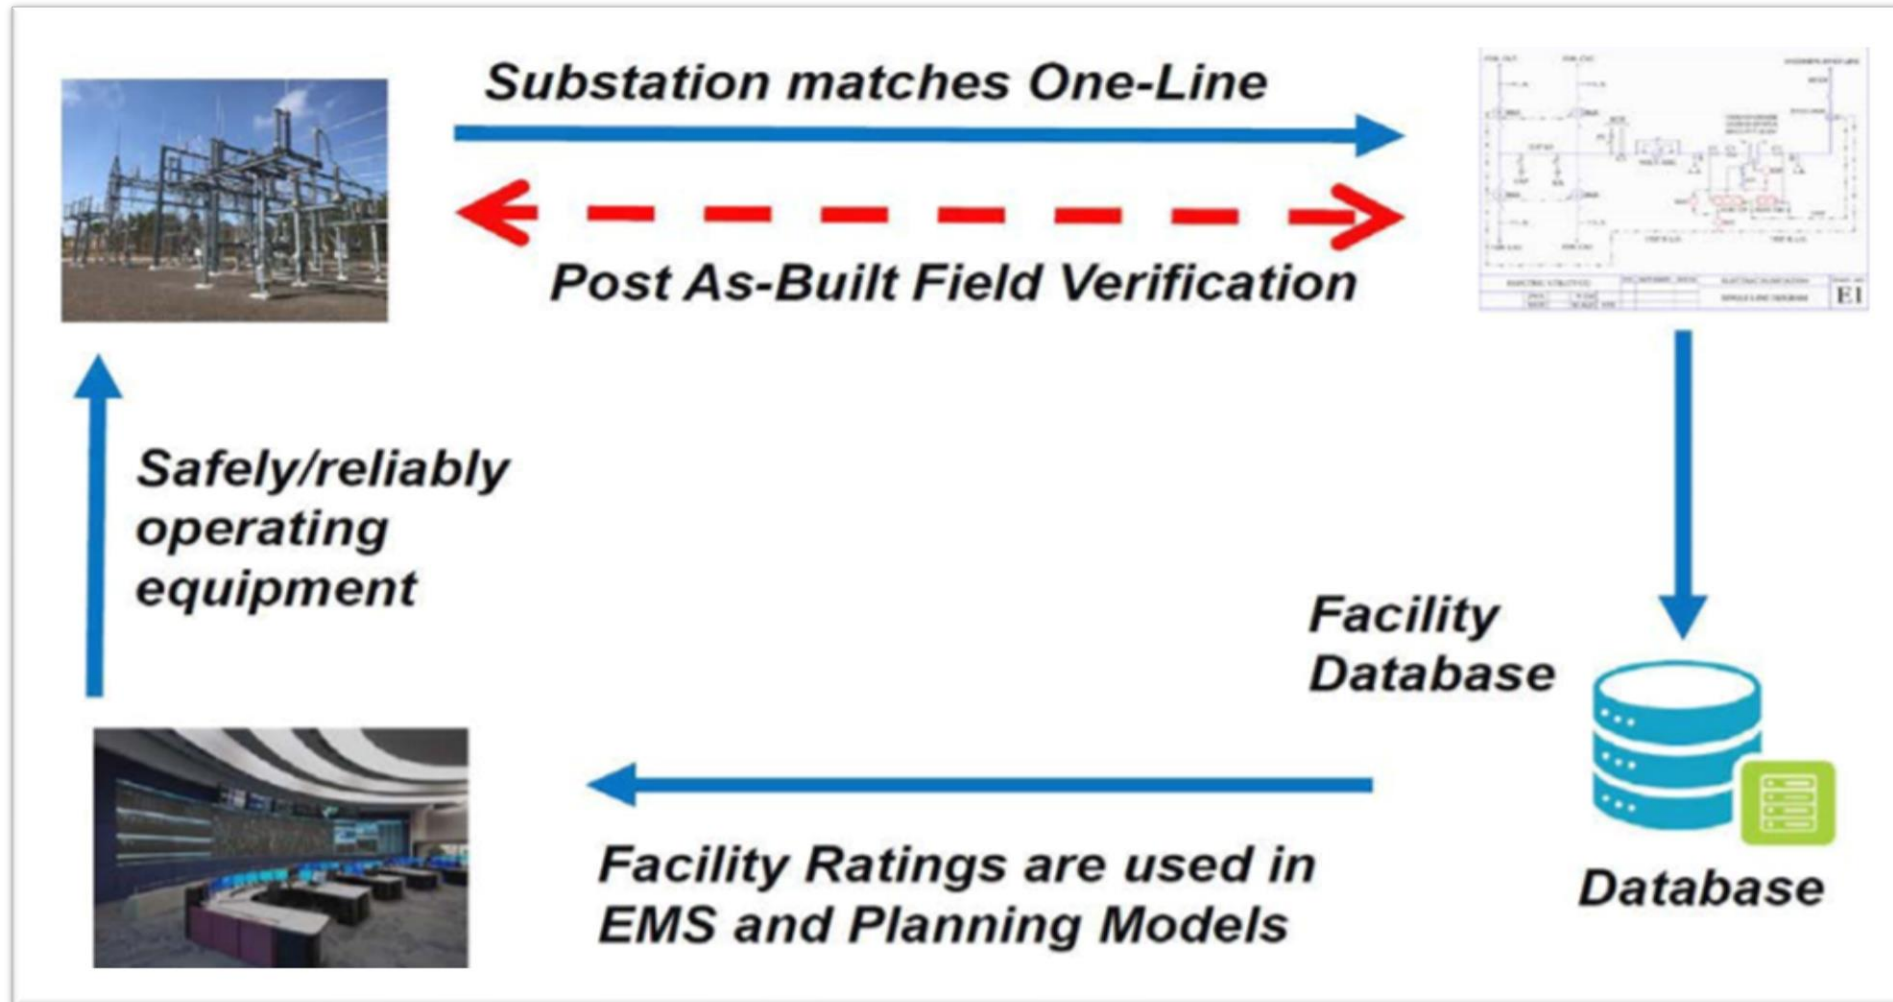 Substation matches One-Line
Post As-Built Field Verification
E1
Safely/reliably
operating
equipment
Facility
Database
Database
Facility Ratings are used in
EMS and Planning Models